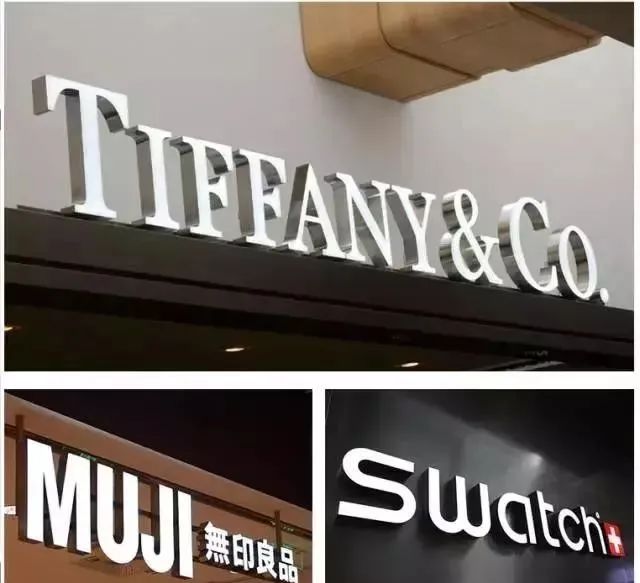 TIFFANY & CO.
MUJI 無印良品
swatch